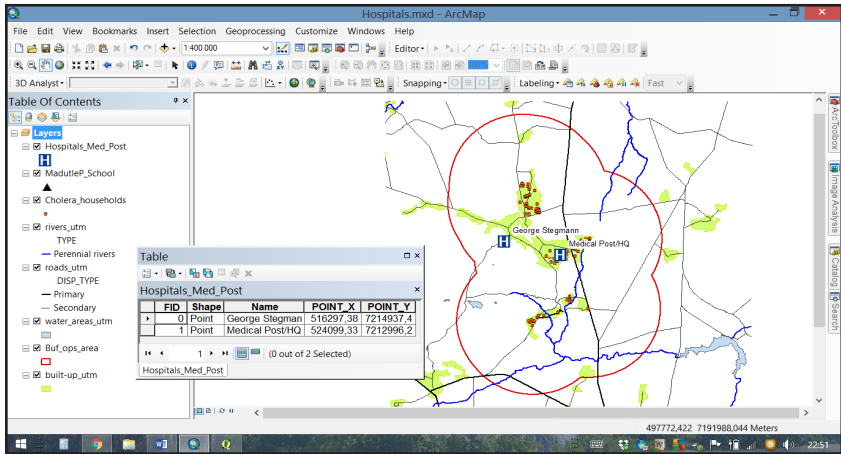 Hospitals.mxd - ArcMap
File Edit View Bookmarks Insert Selection Geoprocessing Customize Windows Help
1:400 000 Editor
100%
3D Analyst Snapping Labeling Fast
Table Of Contents
Layers
Hospitals_Med_Post
H
MadutleP_School
Cholera_households
rivers_utm
TYPE
Perennial rivers
roads_utm
DISP_TYPE
Primary
Secondary
water_areas_utm
Buf_ops_area
built-up_utm
Table
Hospitals_Med_Post
FID Shape Name POINT_X POINT_Y
0 Point George Stegman 516297,38 7214937,4
1 Point Medical Post/HQ 524099,33 7212996,2
1 (0 out of 2 Selected)
Hospitals_Med_Post
George Stegmann
H
Medical Post/HQ
H
ArcToolbox
Image Analysis
Catalog
Search
497772,422 7191988,044 Meters
22:51